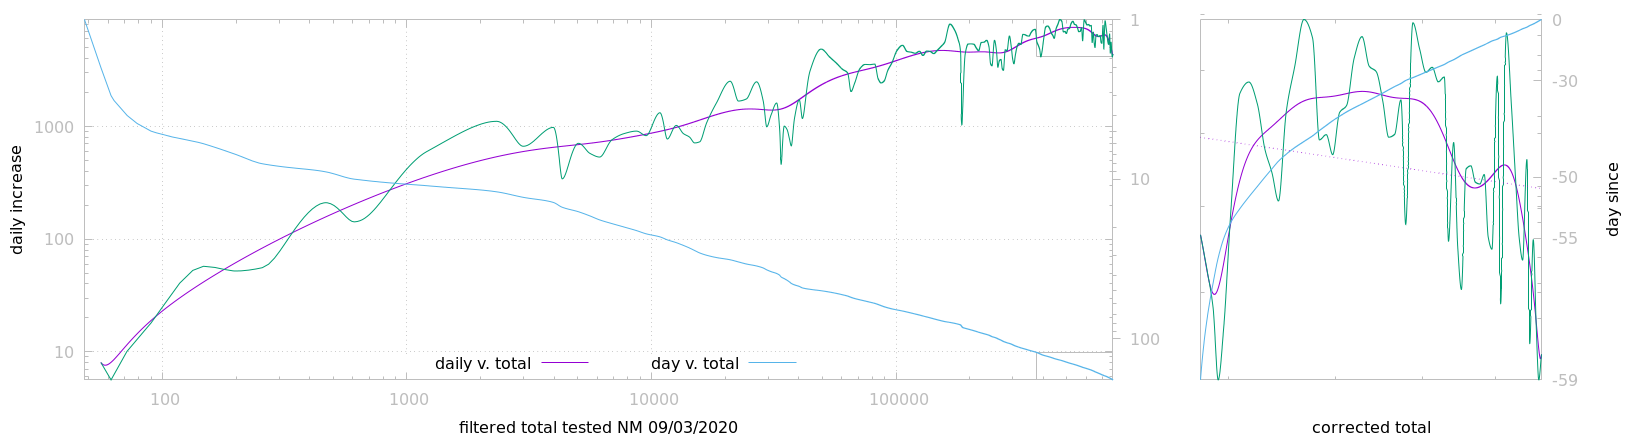 daily increase
1000
100
10
1
10
100
daily v. total
day v. total
100
1000
10000
100000
filtered total tested NM 09/03/2020
0
-30
-50
-55
-59
day since
corrected total